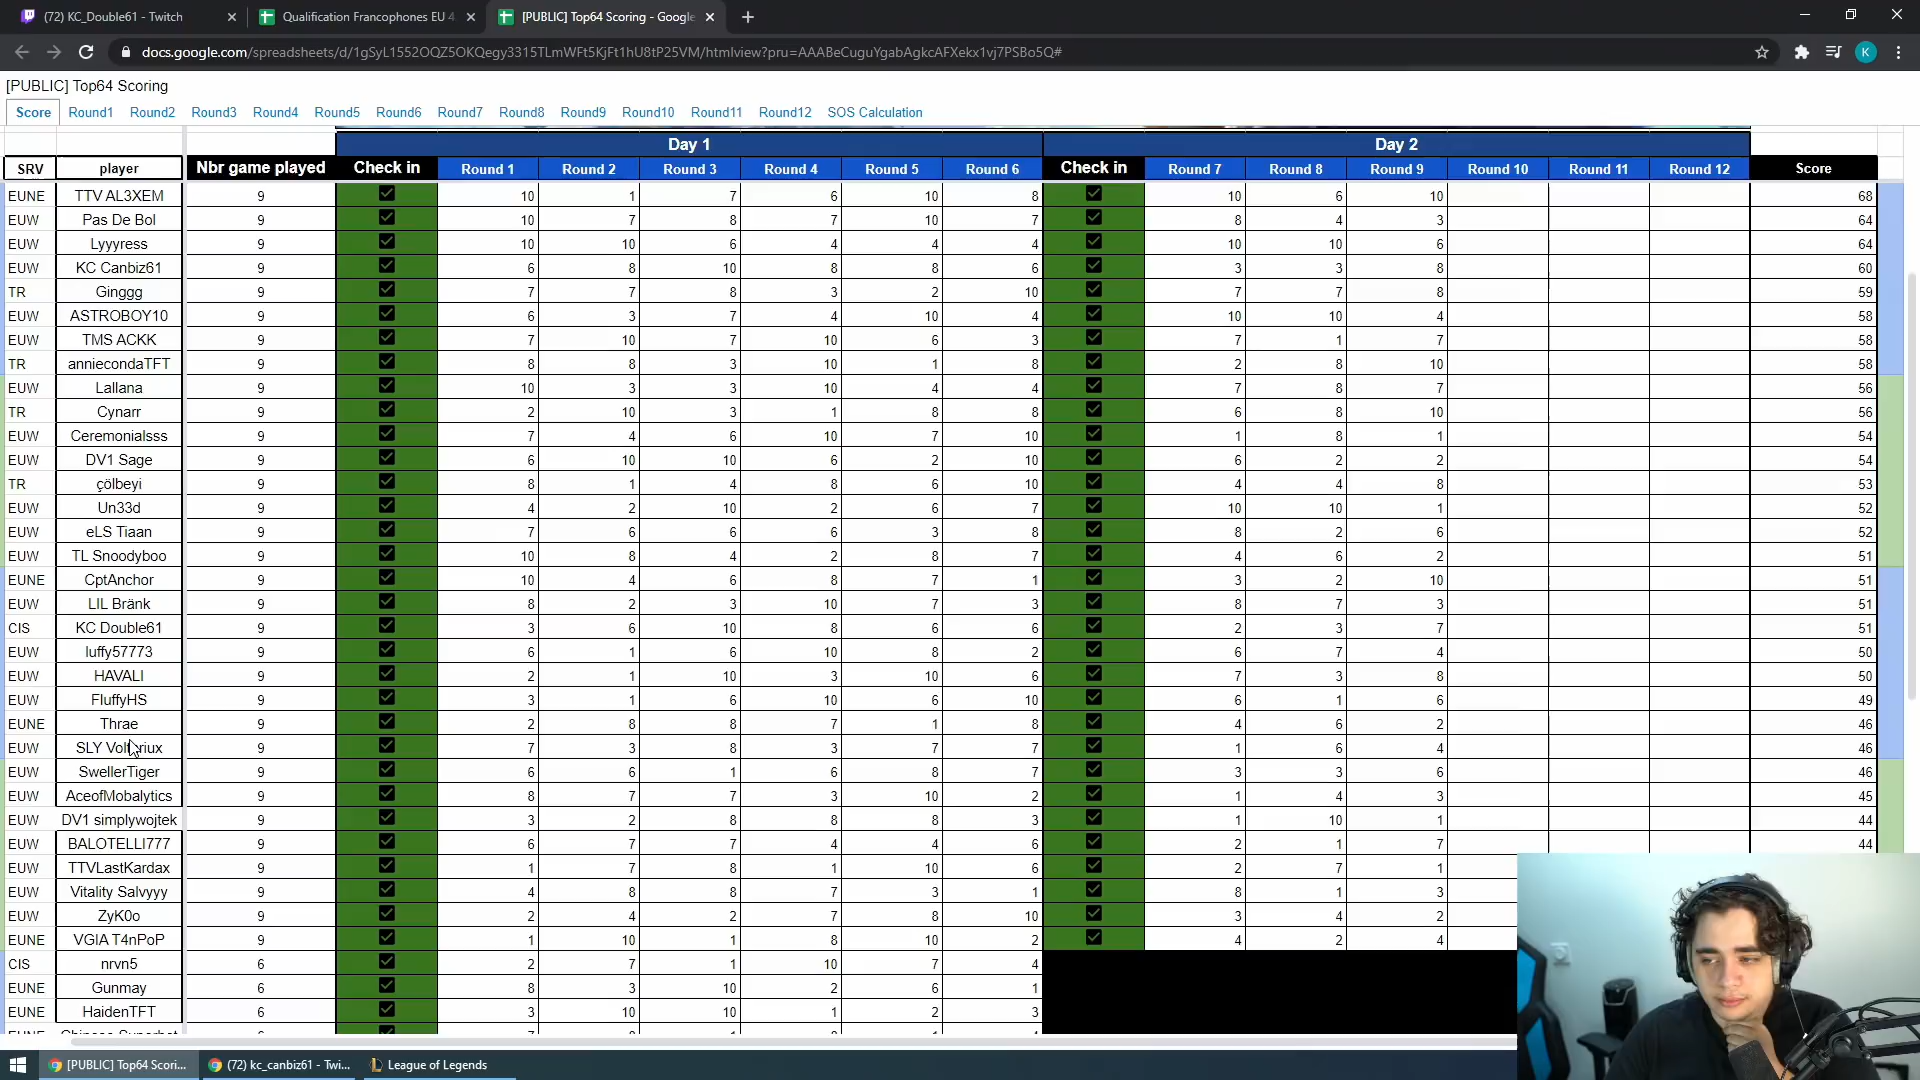 (72) KC_Double61 - Twitch
Qualification Francophones EU 4
[PUBLIC] Top64 Scoring - Google
docs.google.com/spreadsheets/d/1gSyL1552OQZ5OKQegy3315TLmWFt5KjFt1hU8tP25VM/htmlview?pru=AAABeCuguYgabAgkcAFXekx1vj7PSBo5Q#
K
[PUBLIC] Top64 Scoring
Score Round1 Round2 Round3 Round4 Round5 Round6 Round7 Round8 Round9 Round10 Round11 Round12 SOS Calculation
Day 1 Day 2
SRV player Nbr game played Check in Round 1 Round 2 Round 3 Round 4 Round 5 Round 6 Check in Round 7 Round 8 Round 9 Round 10 Round 11 Round 12 Score
EUNE TTV AL3XEM 9 10 1 7 6 10 8 10 6 10 68
EUW Pas De Bol 9 10 7 8 7 10 7 8 4 3 64
EUW Lyyyress 9 10 10 6 4 4 4 10 10 6 64
EUW KC Canbiz61 9 6 8 10 8 8 6 3 3 8 60
TR Ginggg 9 7 7 8 3 2 10 7 7 8 59
EUW ASTROBOY10 9 6 3 7 4 10 4 10 10 4 58
EUW TMS ACKK 9 7 10 7 10 6 3 7 1 7 58
TR anniecondaTFT 9 8 8 3 10 1 8 2 8 10 58
EUW Lallana 9 10 3 3 10 4 4 7 8 7 56
TR Cynarr 9 2 10 3 1 8 8 6 8 10 56
EUW Ceremonialsss 9 7 4 6 10 7 10 1 8 1 54
EUW DV1 Sage 9 6 10 10 6 2 10 6 2 2 54
TR çölbeyi 9 8 1 4 8 6 10 4 4 8 53
EUW Un33d 9 4 2 10 2 6 7 10 10 1 52
EUW eLS Tiaan 9 7 6 6 6 3 8 8 2 6 52
EUW TL Snoodyboo 9 10 8 4 2 8 7 4 6 2 51
EUNE CptAnchor 9 10 4 6 8 7 1 3 2 10 51
EUW LIL Bränk 9 8 2 3 10 7 3 8 7 3 51
CIS KC Double61 9 3 6 10 8 6 6 2 3 7 51
EUW luffy57773 9 6 1 6 10 8 2 6 7 4 50
EUW HAVALI 9 2 1 10 3 10 6 7 3 8 50
EUW FluffyHS 9 3 1 6 10 6 10 6 1 6 49
EUNE Thrae 9 2 8 8 7 1 8 4 6 2 46
EUW SLY 9 7 3 8 3 7 7 1 6 4 46
EUW SwellerTiger 9 6 6 1 6 8 7 3 3 6 46
EUW AceofMobalytics 9 8 7 7 3 10 2 1 4 3 45
EUW DV1 simplywojtek 9 3 2 8 8 8 3 1 10 1 44
EUW BALOTELLI777 9 6 7 7 4 4 6 2 1 7 44
EUW TTVLastKardax 9 1 7 8 1 10 6 2 7 1
EUW Vitality Salvyyy 9 4 8 8 7 3 1 8 1 3
EUW ZyK0o 9 2 4 2 7 8 10 3 4 2
EUNE VGIA T4nPoP 9 1 10 1 8 10 2 4 2 4
CIS nrvn5 6 2 7 1 10 7 4
EUNE Gunmay 6 8 3 10 2 6 1
EUNE HaidenTFT 6 3 10 10 1 2 3
[PUBLIC] Top64 Scori...
(72) kc_canbiz61 - Twi...
League of Legends